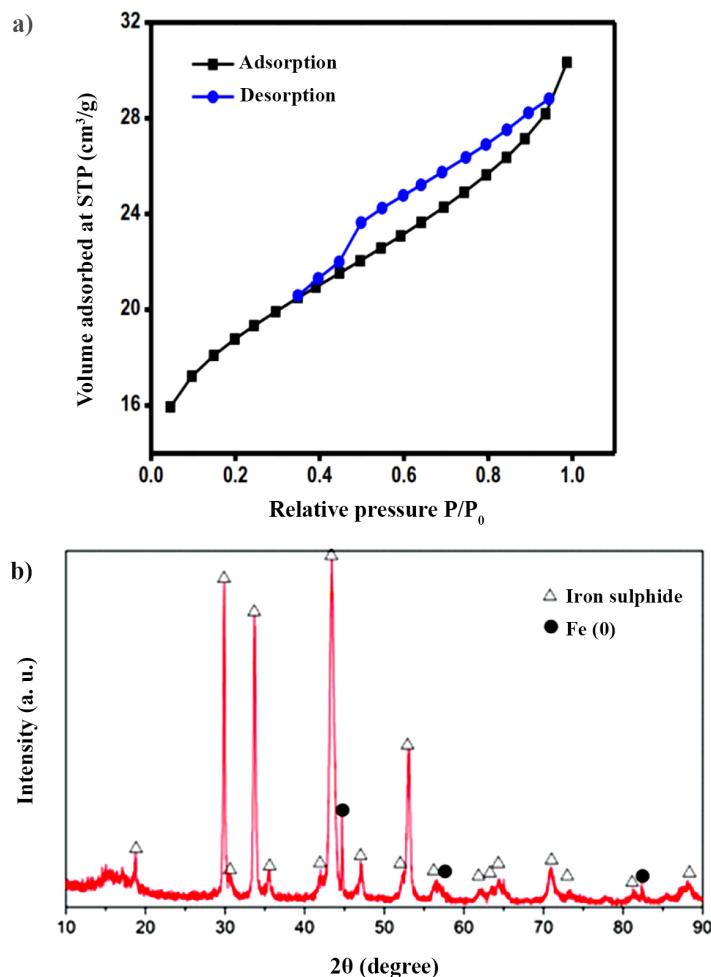 a)
32
28
24
20
16
Volume adsorbed at STP (cm³/g)
Adsorption
Desorption
0.0 0.2 0.4 0.6 0.8 1.0
Relative pressure P/P₀
b)
Intensity (a. u.)
Iron sulphide
Fe (0)
10 20 30 40 50 60 70 80 90
2θ (degree)